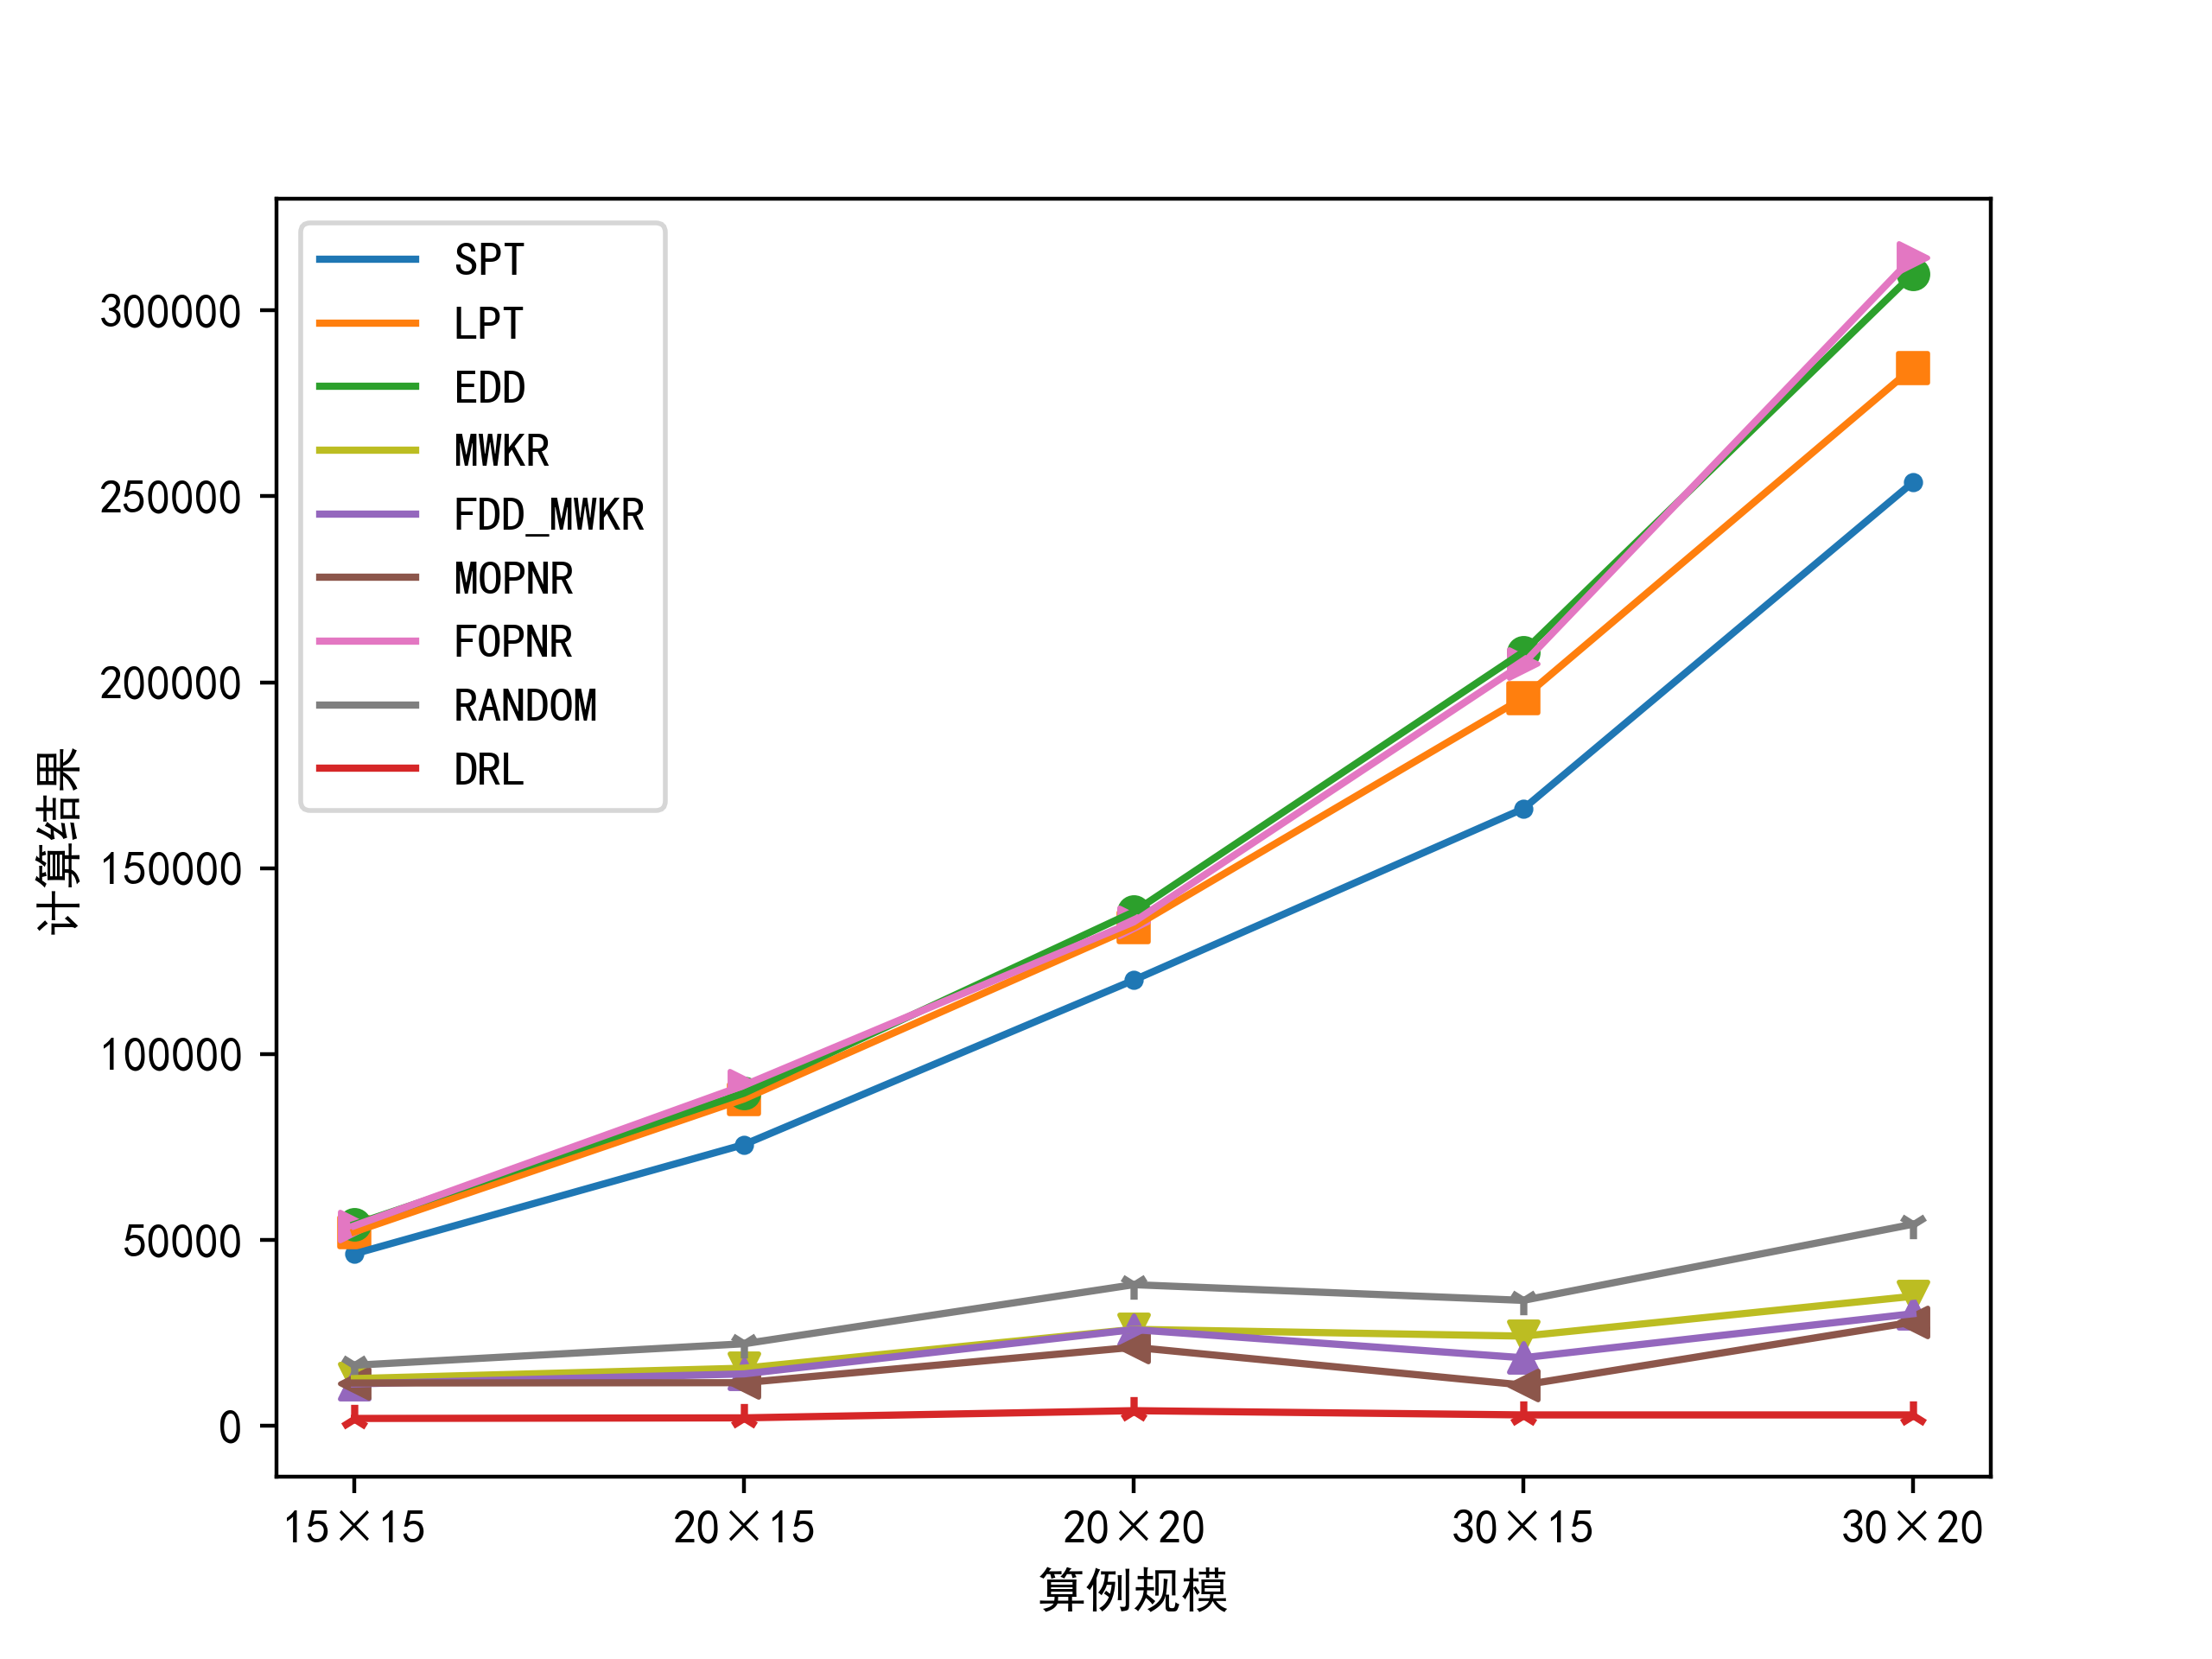 SPT
LPT
EDD
MWKR
FDD_MWKR
MOPNR
FOPNR
RANDOM
DRL
300000
250000
200000
150000
100000
50000
0
计算结果
15×15 20×15 20×20 30×15 30×20
算例规模